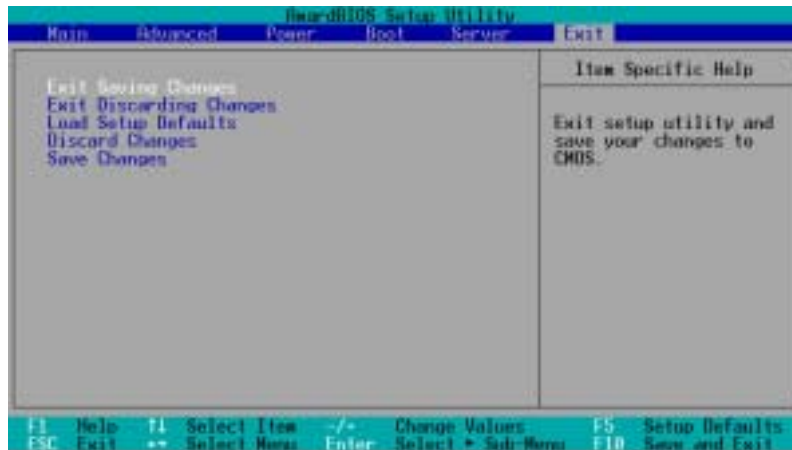 AwardBIOS Setup Utility
Main Advanced Power Boot Server Exit
Item Specific Help
Exit Saving Changes
Exit Discarding Changes
Load Setup Defaults
Discard Changes
Save Changes
Exit setup utility and
save your changes to
CMOS.
F1 Help ↑↓ Select Item -/+ Change Values F5 Setup Defaults
ESC Exit ←→ Select Menu Enter Select ▸ Sub-Menu F10 Save and Exit